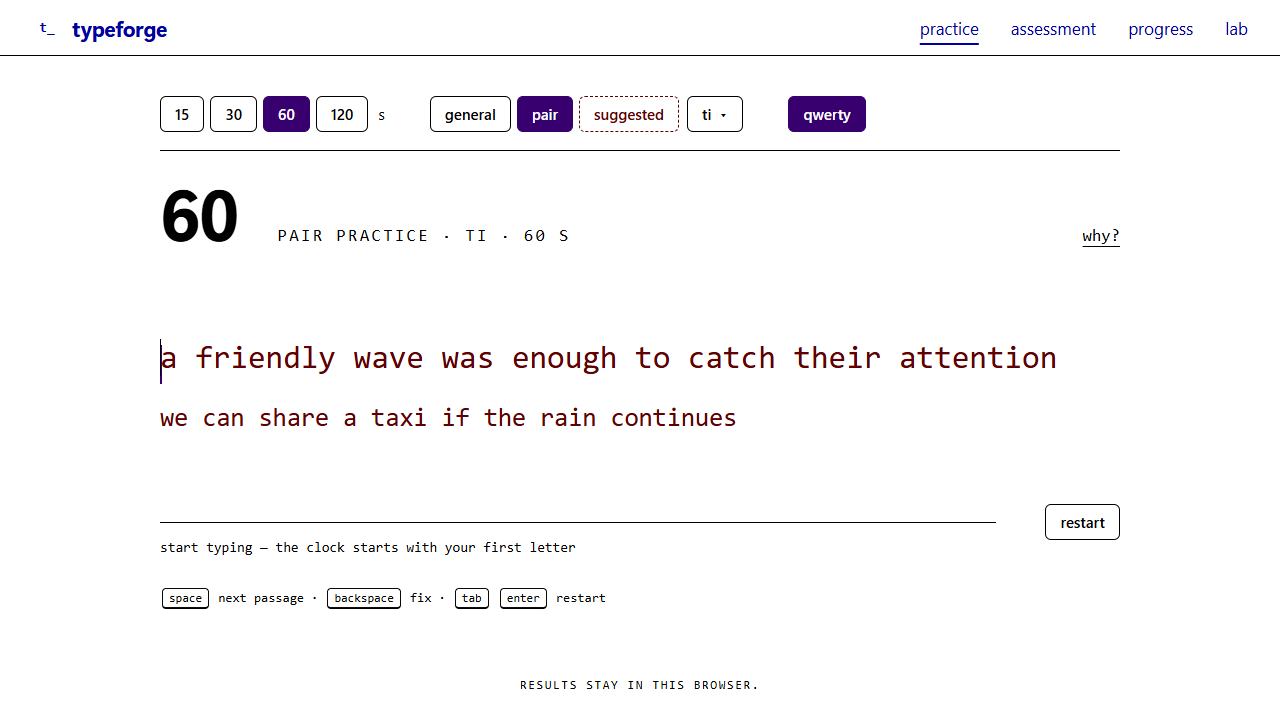 t_ typeforge practice assessment progress lab
15 30 60 120 s general pair suggested ti qwerty
60 PAIR PRACTICE · TI · 60 S why?
a friendly wave was enough to catch their attention
we can share a taxi if the rain continues
restart
start typing — the clock starts with your first letter
space next passage · backspace fix · tab enter restart
RESULTS STAY IN THIS BROWSER.